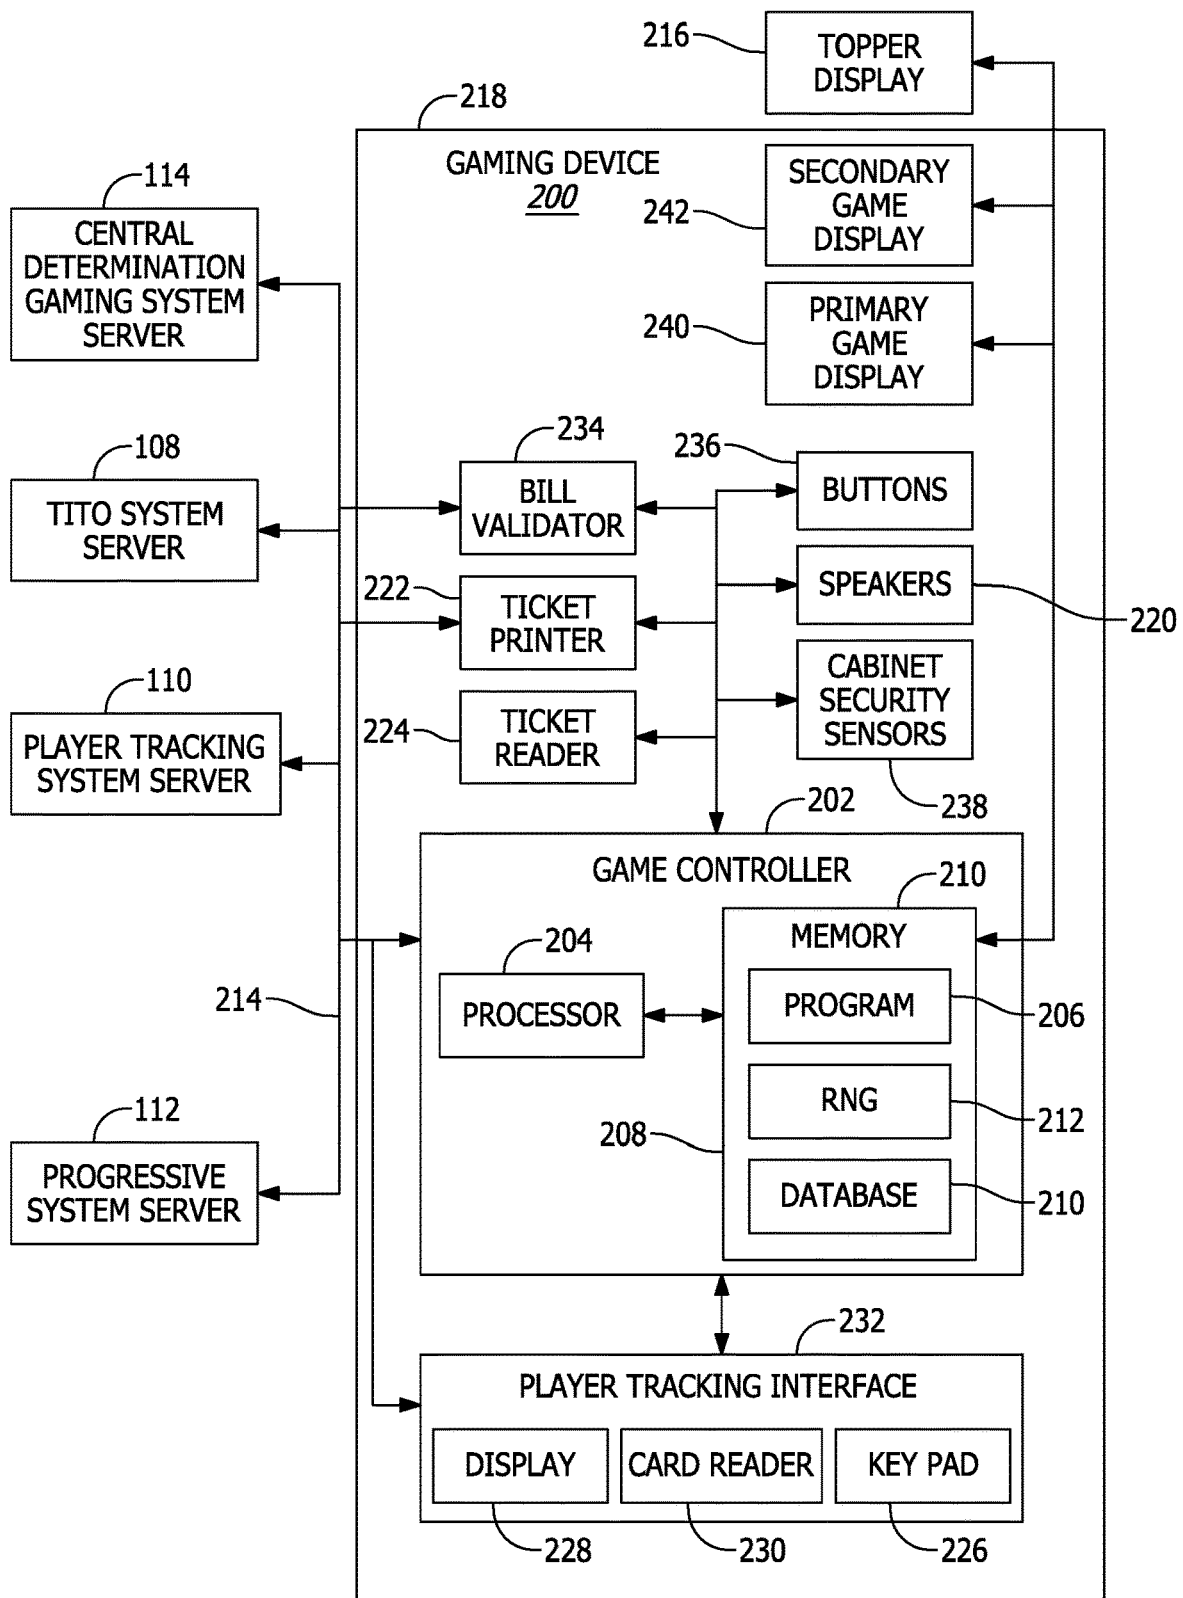 216
TOPPER
DISPLAY
218
GAMING DEVICE
200
114
CENTRAL
DETERMINATION
GAMING SYSTEM
SERVER
242
SECONDARY
GAME
DISPLAY
240
PRIMARY
GAME
DISPLAY
108
TITO SYSTEM
SERVER
234
BILL
VALIDATOR
236
BUTTONS
222
TICKET
PRINTER
SPEAKERS
220
110
PLAYER TRACKING
SYSTEM SERVER
224
TICKET
READER
CABINET
SECURITY
SENSORS
238
202
GAME CONTROLLER
210
MEMORY
204
PROCESSOR
214
PROGRAM
206
RNG
212
208
DATABASE
210
112
PROGRESSIVE
SYSTEM SERVER
232
PLAYER TRACKING INTERFACE
DISPLAY
CARD READER
KEY PAD
228
230
226